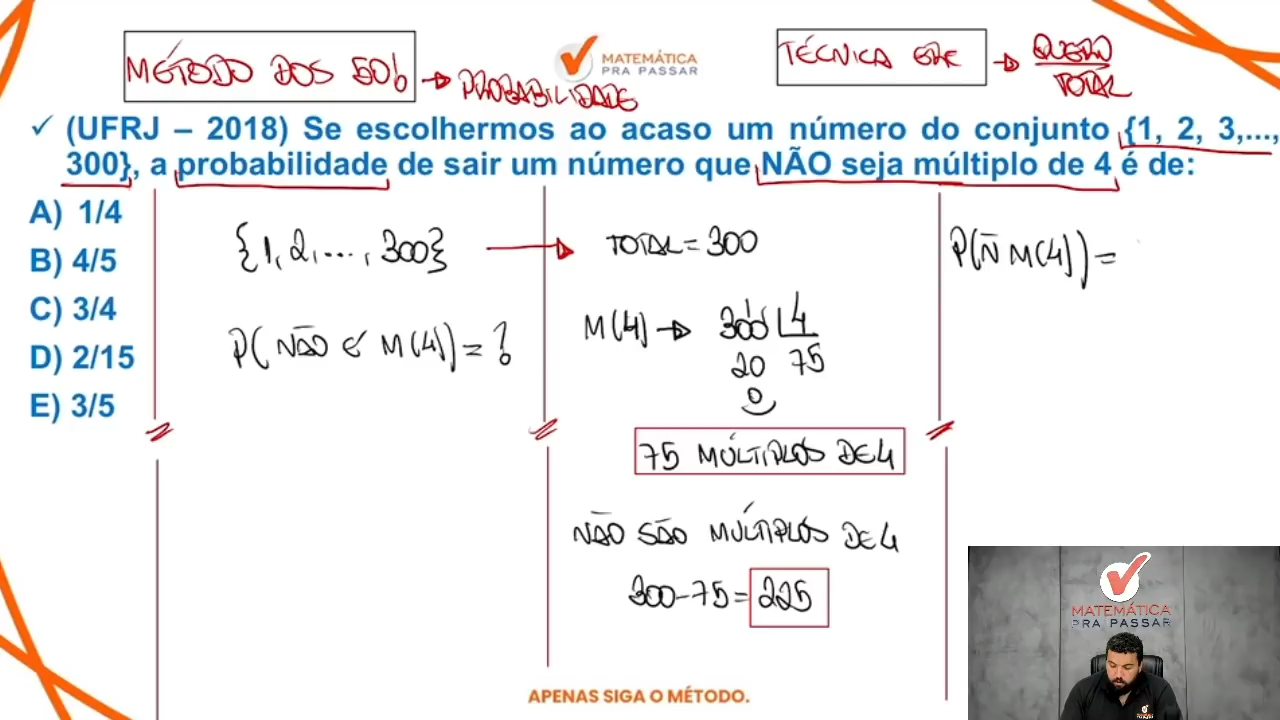 MÉTODO DOS 50% → PROBABILIDADE
MATEMÁTICA
PRA PASSAR
TÉCNICA → QUERO
TOTAL
✓ (UFRJ – 2018) Se escolhermos ao acaso um número do conjunto {1, 2, 3,...,
300}, a probabilidade de sair um número que NÃO seja múltiplo de 4 é de:
A) 1/4
B) 4/5
C) 3/4
D) 2/15
E) 3/5
{1, 2, ..., 300}
P(NÃO É M(4)) = ?
TOTAL = 300
M(4) → 300 4
20 75
0
75 MÚLTIPLOS DE 4
NÃO SÃO MÚLTIPLOS DE 4
300 - 75 = 225
P(Ñ M(4)) =
MATEMÁTICA
PRA PASSAR
APENAS SIGA O MÉTODO.